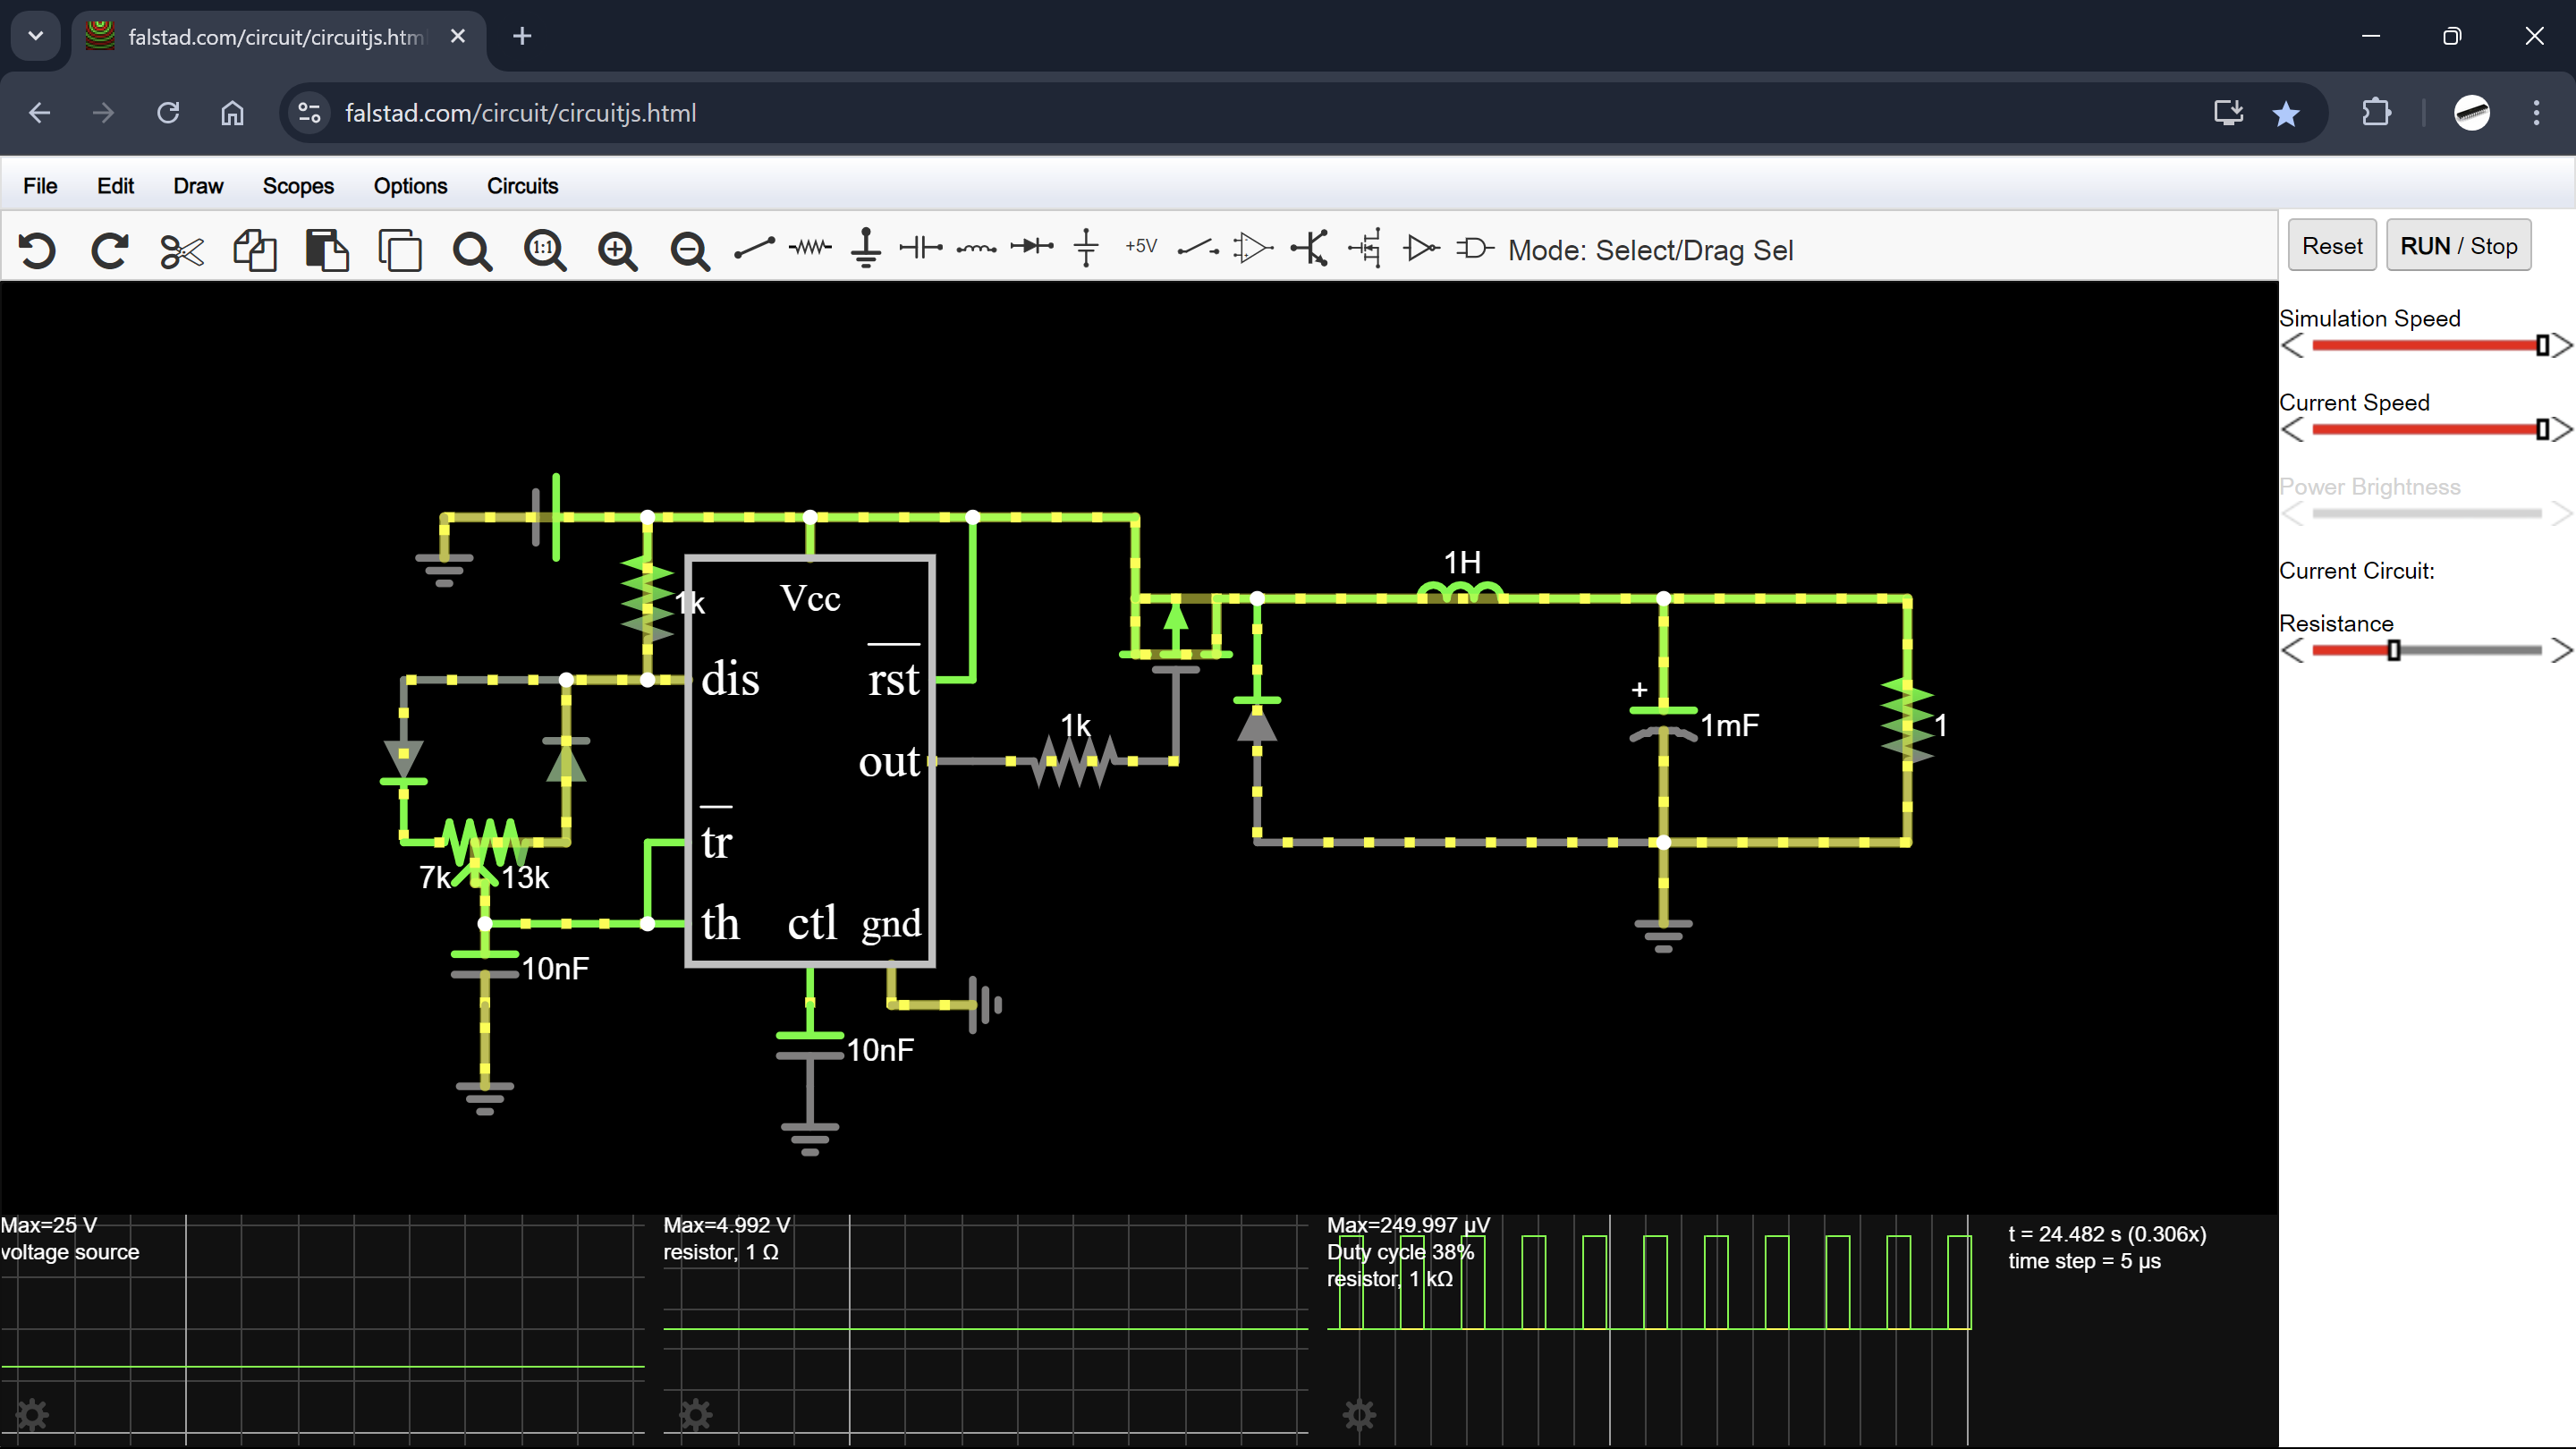 falstad.com/circuit/circuitjs.htm
falstad.com/circuit/circuitjs.html
File Edit Draw Scopes Options Circuits
1:1 +5V Mode: Select/Drag Sel
Reset RUN / Stop
Simulation Speed
Current Speed
Power Brightness
Current Circuit:
Resistance
1H
1k
Vcc
dis
rst
1k
+
1mF
1
out
tr
7k
13k
th
ctl
gnd
10nF
10nF
Max=25 V
voltage source
Max=4.992 V
resistor, 1 Ω
Max=249.997 µV
Duty cycle 38%
resistor, 1 kΩ
t = 24.482 s (0.306x)
time step = 5 µs